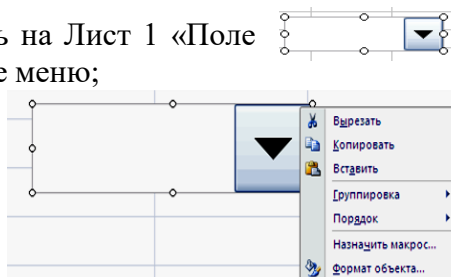 ь на Лист 1 «Поле
е меню;
Вырезать
Копировать
Вставить
Группировка
Порядок
Назначить макрос...
Формат объекта...